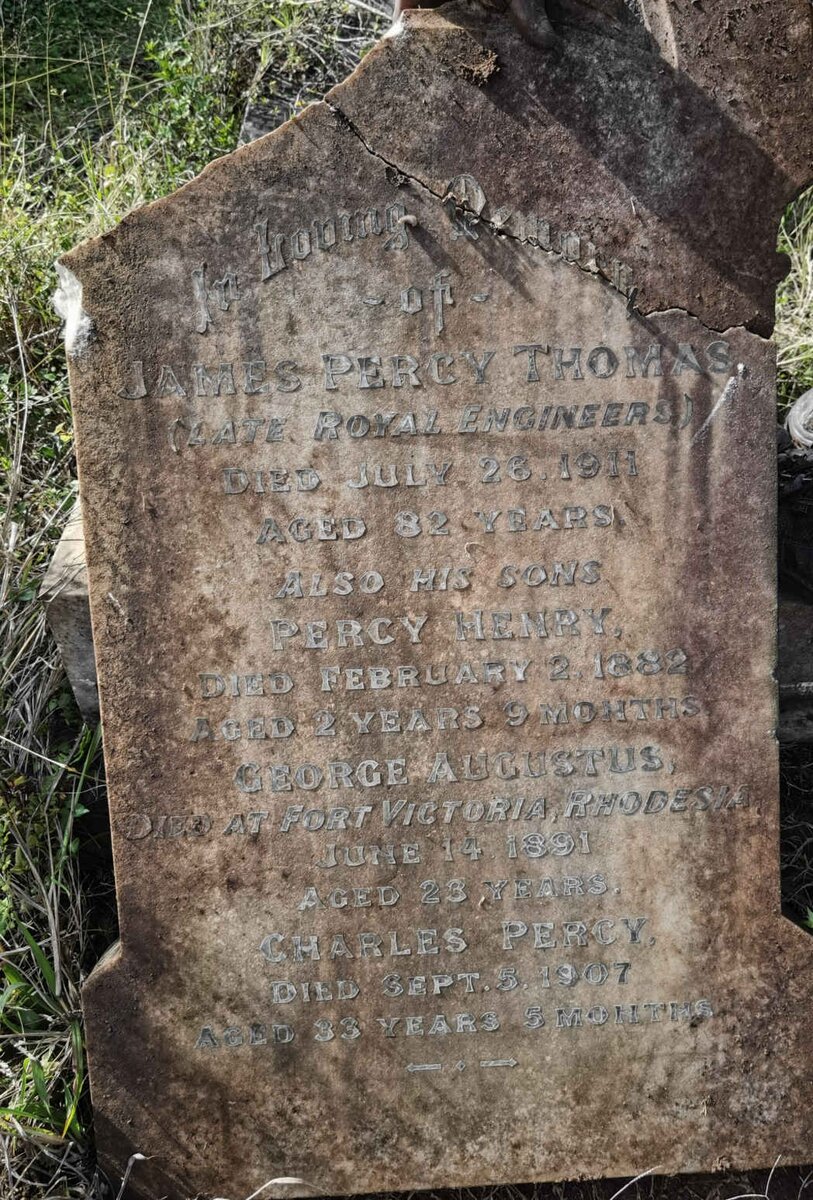 In Loving Memory
- of -
JAMES PERCY THOMAS,
(LATE ROYAL ENGINEERS)
DIED JULY 26. 1911
AGED 82 YEARS.
ALSO HIS SONS
PERCY HENRY,
DIED FEBRUARY 2. 1882
AGED 2 YEARS 9 MONTHS
GEORGE AUGUSTUS,
DIED AT FORT VICTORIA, RHODESIA,
JUNE 14. 1891
AGED 23 YEARS.
CHARLES PERCY,
DIED SEPT. 5. 1907
AGED 33 YEARS 5 MONTHS